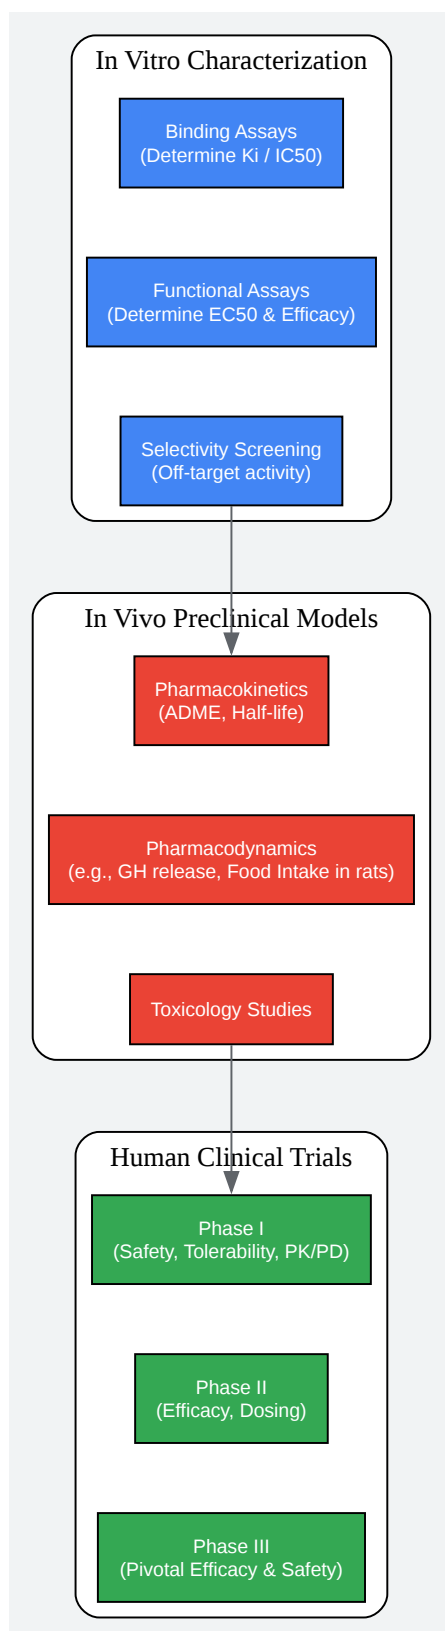 In Vitro Characterization
Binding Assays
(Determine Ki / IC50)
Functional Assays
(Determine EC50 & Efficacy)
Selectivity Screening
(Off-target activity)
In Vivo Preclinical Models
Pharmacokinetics
(ADME, Half-life)
Pharmacodynamics
(e.g., GH release, Food Intake in rats)
Toxicology Studies
Human Clinical Trials
Phase I
(Safety, Tolerability, PK/PD)
Phase II
(Efficacy, Dosing)
Phase III
(Pivotal Efficacy & Safety)